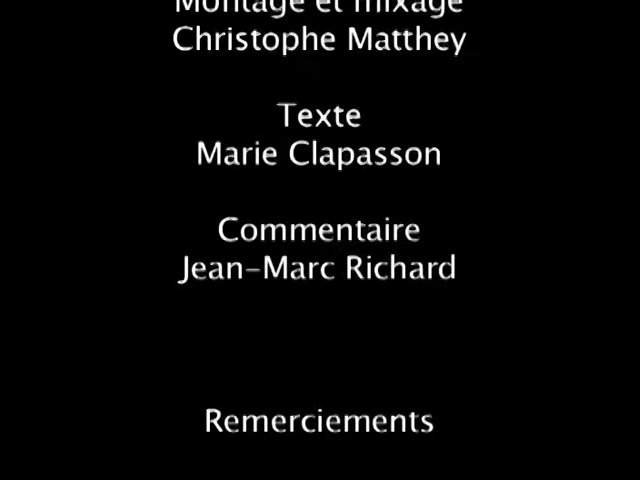 Montage et mixage
Christophe Matthey
Texte
Marie Clapasson
Commentaire
Jean-Marc Richard
Remerciements